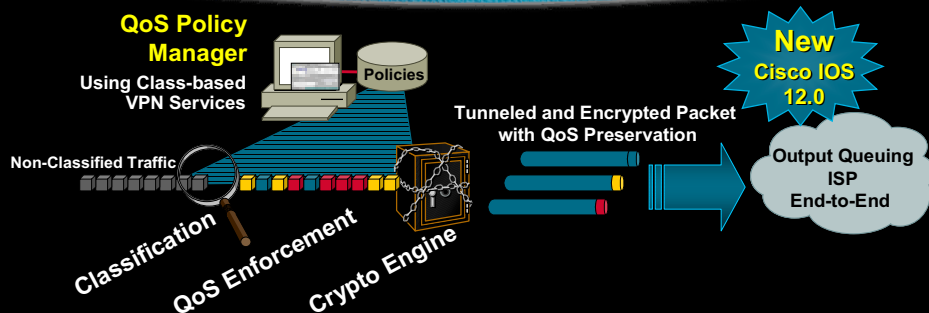 QoS Policy
Manager
Using Class-based
VPN Services
Policies
New
Cisco IOS
12.0
Tunneled and Encrypted Packet
with QoS Preservation
Non-Classified Traffic
Output Queuing
ISP
End-to-End
Classification
QoS Enforcement
Crypto Engine